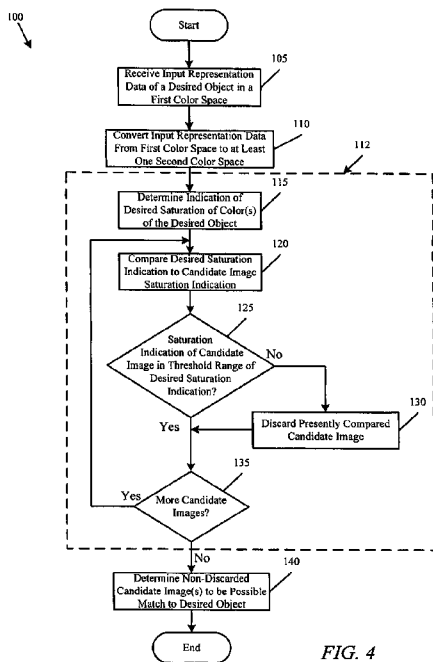 100
Start
105
Receive Input Representation
Data of a Desired Object in a
First Color Space
110
Convert Input Representation Data
From First Color Space to at Least
One Second Color Space
112
115
Determine Indication of
Desired Saturation of Color(s)
of the Desired Object
120
Compare Desired Saturation
Indication to Candidate Image
Saturation Indication
125
Saturation
Indication of Candidate
Image in Threshold Range of
Desired Saturation
Indication?
No
130
Discard Presently Compared
Candidate Image
Yes
135
Yes
More Candidate
Images?
No
140
Determine Non-Discarded
Candidate Image(s) to be Possible
Match to Desired Object
End
FIG. 4